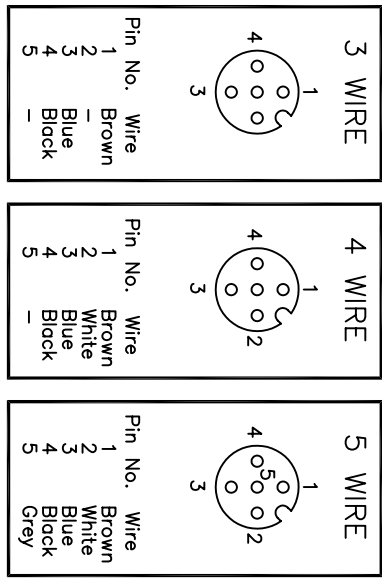 3 WIRE
1
4
3
Pin No. Wire
1 Brown
2 –
3 Blue
4 Black
5 –
4 WIRE
1
4 2
3
Pin No. Wire
1 Brown
2 White
3 Blue
4 Black
5 –
5 WIRE
1
4 5 2
3
Pin No. Wire
1 Brown
2 White
3 Blue
4 Black
5 Grey